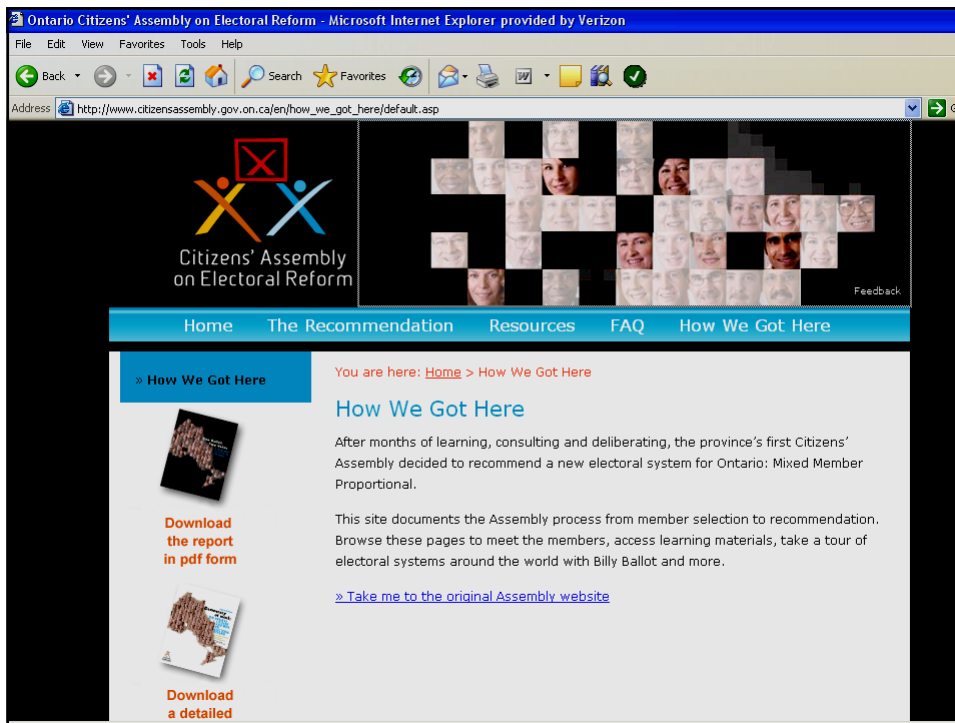 Ontario Citizens' Assembly on Electoral Reform - Microsoft Internet Explorer provided by Verizon
File Edit View Favorites Tools Help
Back Search Favorites
Address http://www.citizensassembly.gov.on.ca/en/how_we_got_here/default.asp
Citizens' Assembly
on Electoral Reform
Feedback
Home The Recommendation Resources FAQ How We Got Here
» How We Got Here
You are here: Home > How We Got Here
How We Got Here
After months of learning, consulting and deliberating, the province's first Citizens'
Assembly decided to recommend a new electoral system for Ontario: Mixed Member
Proportional.
This site documents the Assembly process from member selection to recommendation.
Browse these pages to meet the members, access learning materials, take a tour of
electoral systems around the world with Billy Ballot and more.
» Take me to the original Assembly website
Download
the report
in pdf form
Download
a detailed